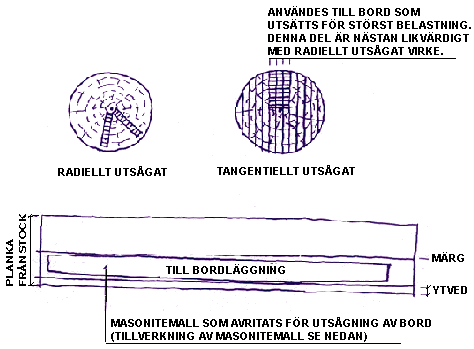 ANVÄNDES TILL BORD SOM
UTSÄTTS FÖR STÖRST BELASTNING.
DENNA DEL ÄR NÄSTAN LIKVÄRDIGT
MED RADIELLT UTSÅGAT VIRKE.
RADIELLT UTSÅGAT
TANGENTIELLT UTSÅGAT
PLANKA
FRÅN STOCK
TILL BORDLÄGGNING
MÄRG
YTVED
MASONITEMALL SOM AVRITATS FÖR UTSÅGNING AV BORD
(TILLVERKNING AV MASONITEMALL SE NEDAN)